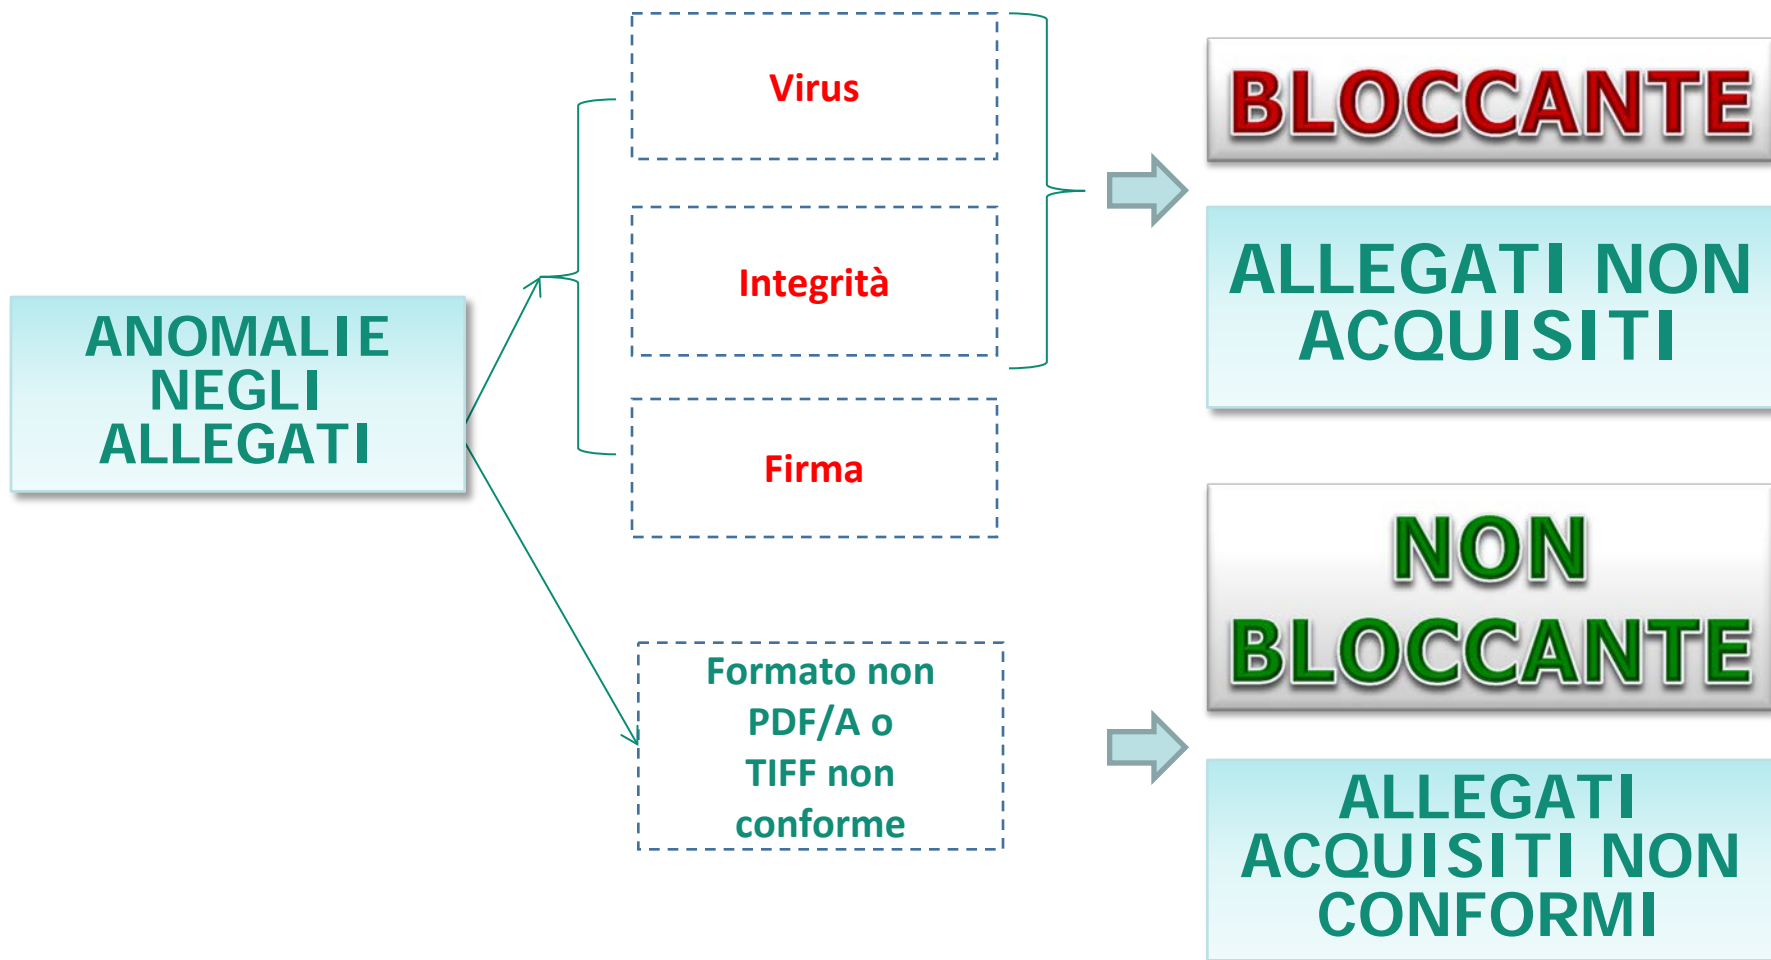 ANOMALIE
NEGLI
ALLEGATI
Virus
Integrità
Firma
Formato non
PDF/A o
TIFF non
conforme
BLOCCANTE
ALLEGATI NON
ACQUISITI
NON
BLOCCANTE
ALLEGATI
ACQUISITI NON
CONFORMI